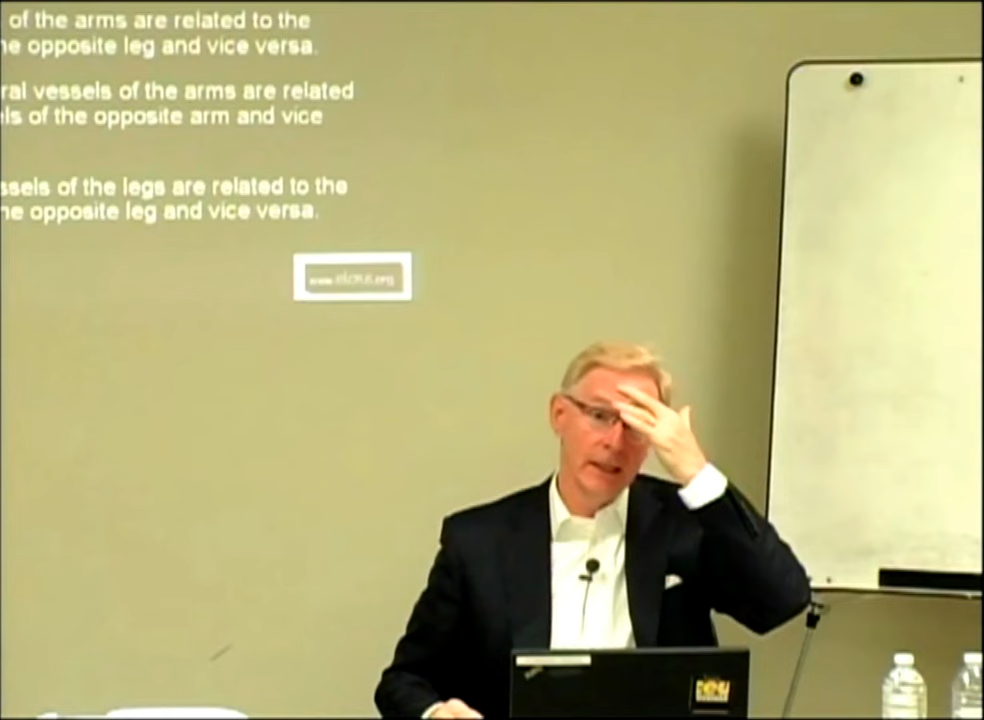 of the arms are related to the
he opposite leg and vice versa.
ral vessels of the arms are related
els of the opposite arm and vice
ssels of the legs are related to the
he opposite leg and vice versa.